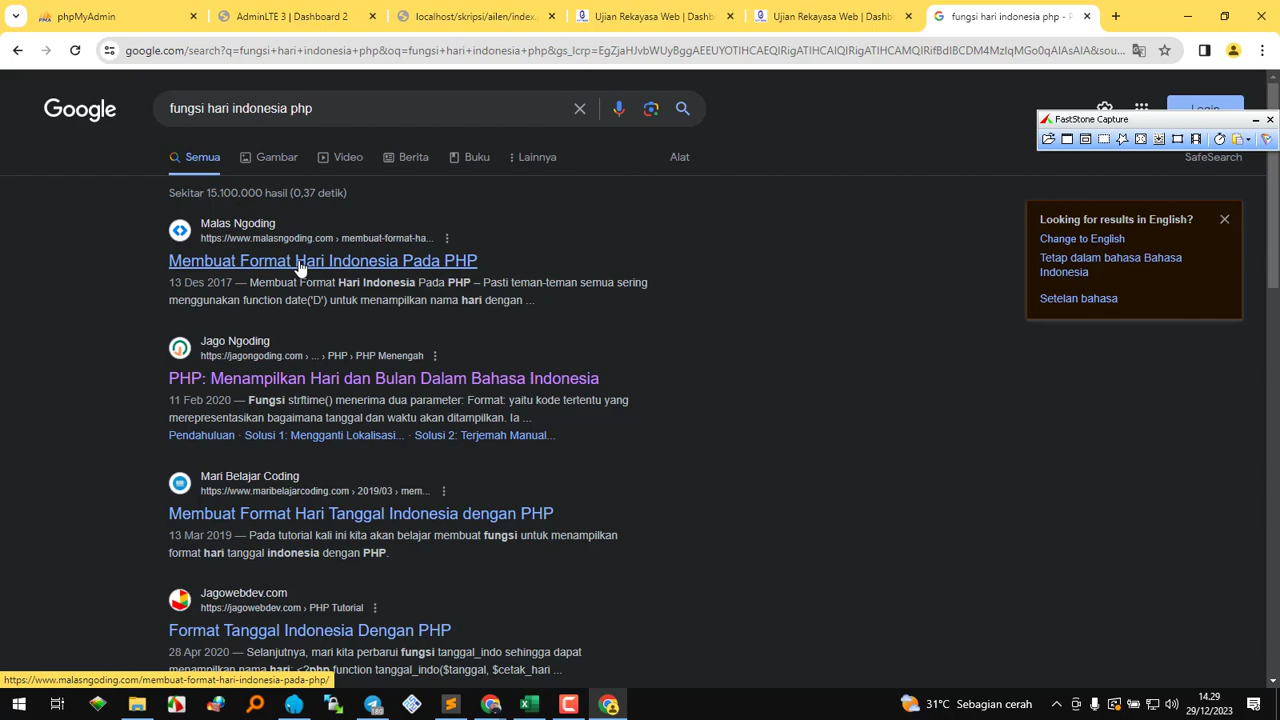 phpMyAdmin
AdminLTE 3 | Dashboard 2
localhost/skripsi/ailen/index.
Ujian Rekayasa Web | Dashb
Ujian Rekayasa Web | Dashb
fungsi hari indonesia php - P
google.com/search?q=fungsi+hari+indonesia+php&oq=fungsi+hari+indonesia+php&gs_lcrp=EgZjaHJvbWUyBggAEEUYOTIHCAEQIRigATIHCAIQIRigATIHCAMQIRifBdIBCDM4MzlqMGo0qAIAsAIA&sou...
Google
fungsi hari indonesia php
Login
FastStone Capture
Semua
Gambar
Video
Berita
Buku
Lainnya
Alat
SafeSearch
Sekitar 15.100.000 hasil (0,37 detik)
Malas Ngoding
https://www.malasngoding.com › membuat-format-ha...
Membuat Format Hari Indonesia Pada PHP
13 Des 2017 — Membuat Format Hari Indonesia Pada PHP – Pasti teman-teman semua sering
menggunakan function date('D') untuk menampilkan nama hari dengan ...
Looking for results in English?
Change to English
Tetap dalam bahasa Bahasa
Indonesia
Setelan bahasa
Jago Ngoding
https://jagongoding.com › ... › PHP › PHP Menengah
PHP: Menampilkan Hari dan Bulan Dalam Bahasa Indonesia
11 Feb 2020 — Fungsi strftime() menerima dua parameter: Format: yaitu kode tertentu yang
merepresentasikan bagaimana tanggal dan waktu akan ditampilkan. Ia ...
Pendahuluan · Solusi 1: Mengganti Lokalisasi... · Solusi 2: Terjemah Manual...
Mari Belajar Coding
https://www.maribelajarcoding.com › 2019/03 › mem...
Membuat Format Hari Tanggal Indonesia dengan PHP
13 Mar 2019 — Pada tutorial kali ini kita akan belajar membuat fungsi untuk menampilkan
format hari tanggal indonesia dengan PHP.
Jagowebdev.com
https://jagowebdev.com › PHP Tutorial
Format Tanggal Indonesia Dengan PHP
28 Apr 2020 — Selanjutnya, mari kita perbarui fungsi tanggal_indo sehingga dapat
menampilkan nama hari: <?php function tanggal_indo($tanggal, $cetak_hari ...
https://www.malasngoding.com/membuat-format-hari-indonesia-pada-php/
31°C Sebagian cerah
14.29
29/12/2023